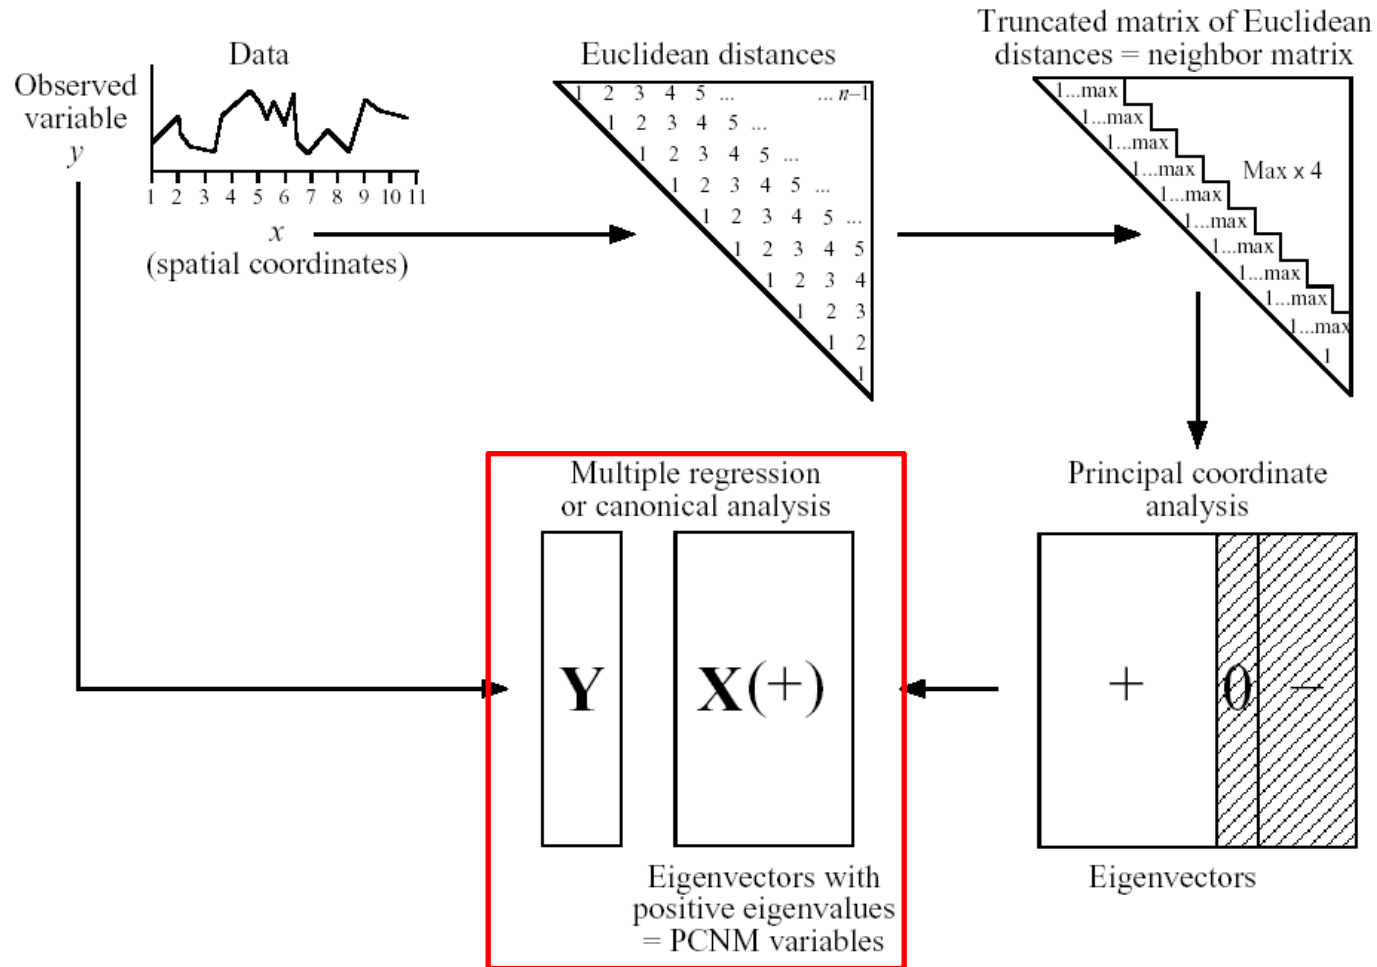 Data
Observed
variable
y
1 2 3 4 5 6 7 8 9 10 11
x
(spatial coordinates)
Euclidean distances
1 2 3 4 5 ... ... n–1
1 2 3 4 5 ...
1 2 3 4 5 ...
1 2 3 4 5 ...
1 2 3 4 5 ...
1 2 3 4 5
1 2 3 4
1 2 3
1 2
1
Truncated matrix of Euclidean
distances = neighbor matrix
1...max
1...max
1...max
1...max
Max x 4
1...max
1...max
1...max
1...max
1...max
1...max
1
Multiple regression
or canonical analysis
Y
X(+)
Eigenvectors with
positive eigenvalues
= PCNM variables
Principal coordinate
analysis
+ 0 –
Eigenvectors